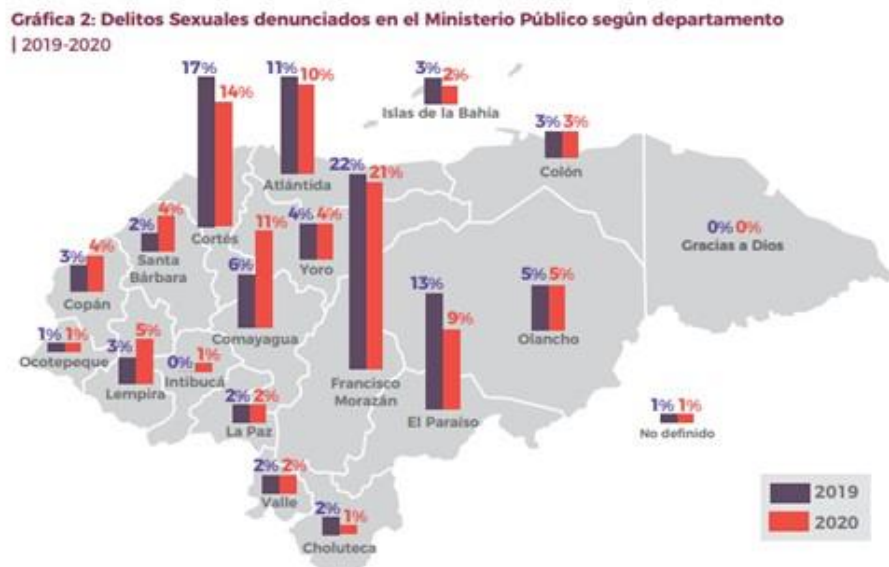 Gráfica 2: Delitos Sexuales denunciados en el Ministerio Público según departamento
| 2019-2020
17% 14%
Cortés
11% 10%
Atlántida
3% 2%
Islas de la Bahía
3% 3%
Colón
22% 21%
Francisco
Morazán
0% 0%
Gracias a Dios
2% 4%
Santa
Bárbara
4% 4%
Yoro
3% 4%
Copán
6% 11%
Comayagua
13% 9%
El Paraíso
5% 5%
Olancho
1% 1%
Ocotepeque
3% 5%
Lempira
0% 1%
Intibucá
2% 2%
La Paz
1% 1%
No definido
2% 2%
Valle
2% 1%
Choluteca
2019
2020